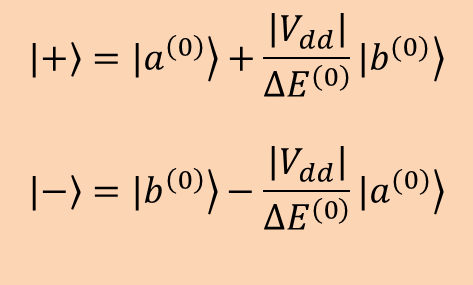 |+⟩ = |a⁽⁰⁾⟩ + |V_dd|/ΔE⁽⁰⁾ |b⁽⁰⁾⟩
|−⟩ = |b⁽⁰⁾⟩ − |V_dd|/ΔE⁽⁰⁾ |a⁽⁰⁾⟩